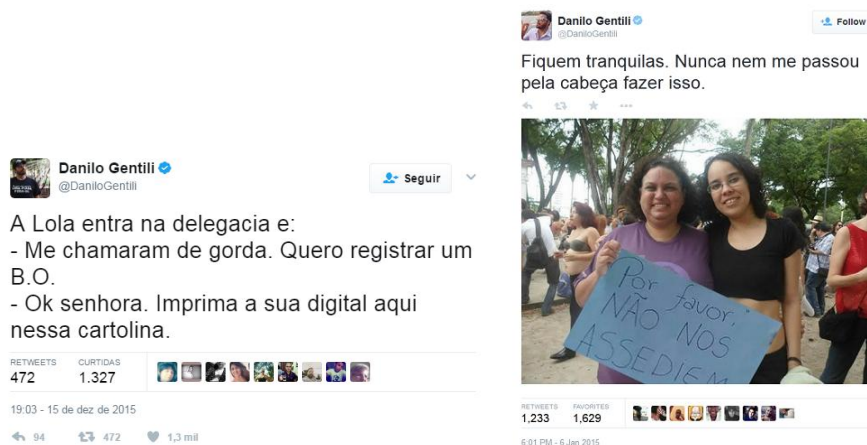 Danilo Gentili
@DaniloGentili
Seguir
A Lola entra na delegacia e:
- Me chamaram de gorda. Quero registrar um
B.O.
- Ok senhora. Imprima a sua digital aqui
nessa cartolina.
RETWEETS CURTIDAS
472 1.327
19:03 - 15 de dez de 2015
94 472 1,3 mil
Danilo Gentili
@DaniloGentili
Follow
Fiquem tranquilas. Nunca nem me passou
pela cabeça fazer isso.
Por favor,
NÃO NOS
ASSEDIEM
RETWEETS FAVORITES
1,233 1,629
6:01 PM - 6 Jan 2015